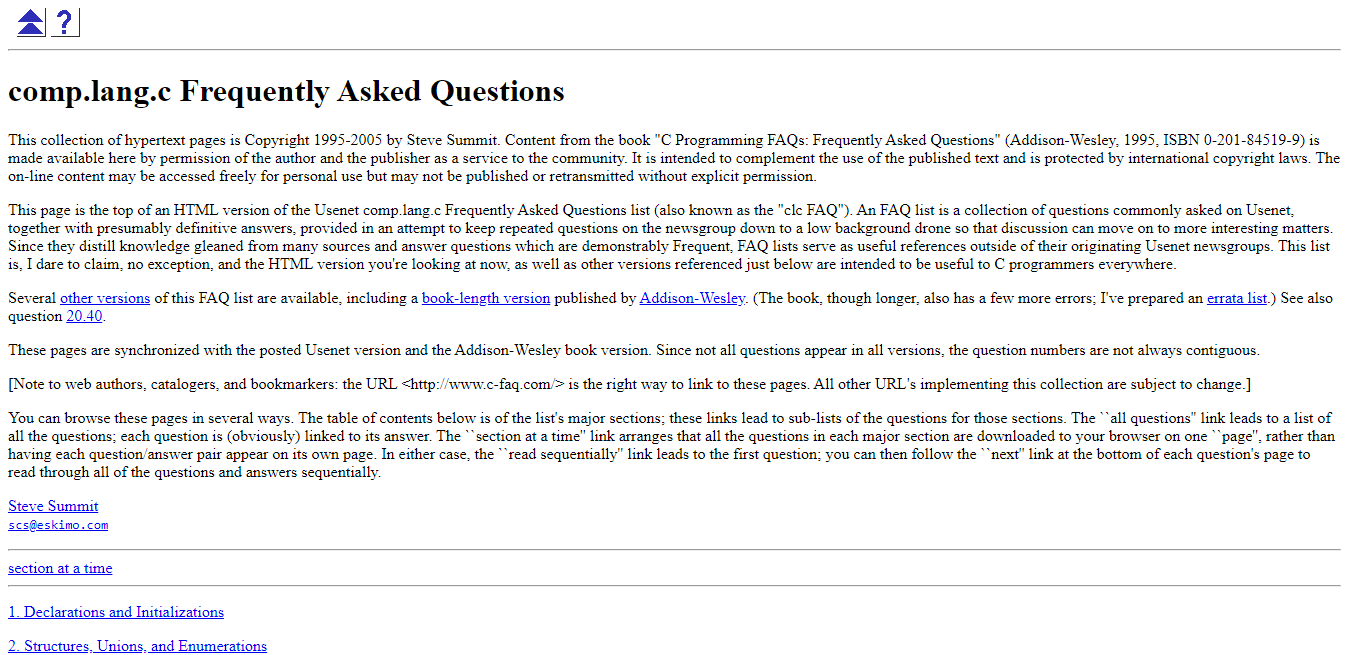 ?
comp.lang.c Frequently Asked Questions
This collection of hypertext pages is Copyright 1995-2005 by Steve Summit. Content from the book "C Programming FAQs: Frequently Asked Questions" (Addison-Wesley, 1995, ISBN 0-201-84519-9) is
made available here by permission of the author and the publisher as a service to the community. It is intended to complement the use of the published text and is protected by international copyright laws. The
on-line content may be accessed freely for personal use but may not be published or retransmitted without explicit permission.
This page is the top of an HTML version of the Usenet comp.lang.c Frequently Asked Questions list (also known as the "clc FAQ"). An FAQ list is a collection of questions commonly asked on Usenet,
together with presumably definitive answers, provided in an attempt to keep repeated questions on the newsgroup down to a low background drone so that discussion can move on to more interesting matters.
Since they distill knowledge gleaned from many sources and answer questions which are demonstrably Frequent, FAQ lists serve as useful references outside of their originating Usenet newsgroups. This list
is, I dare to claim, no exception, and the HTML version you're looking at now, as well as other versions referenced just below are intended to be useful to C programmers everywhere.
Several other versions of this FAQ list are available, including a book-length version published by Addison-Wesley. (The book, though longer, also has a few more errors; I've prepared an errata list.) See also
question 20.40.
These pages are synchronized with the posted Usenet version and the Addison-Wesley book version. Since not all questions appear in all versions, the question numbers are not always contiguous.
[Note to web authors, catalogers, and bookmarkers: the URL <http://www.c-faq.com/> is the right way to link to these pages. All other URL's implementing this collection are subject to change.]
You can browse these pages in several ways. The table of contents below is of the list's major sections; these links lead to sub-lists of the questions for those sections. The ``all questions'' link leads to a list of
all the questions; each question is (obviously) linked to its answer. The ``section at a time'' link arranges that all the questions in each major section are downloaded to your browser on one ``page'', rather than
having each question/answer pair appear on its own page. In either case, the ``read sequentially'' link leads to the first question; you can then follow the ``next'' link at the bottom of each question's page to
read through all of the questions and answers sequentially.
Steve Summit
scs@eskimo.com
section at a time
1. Declarations and Initializations
2. Structures, Unions, and Enumerations